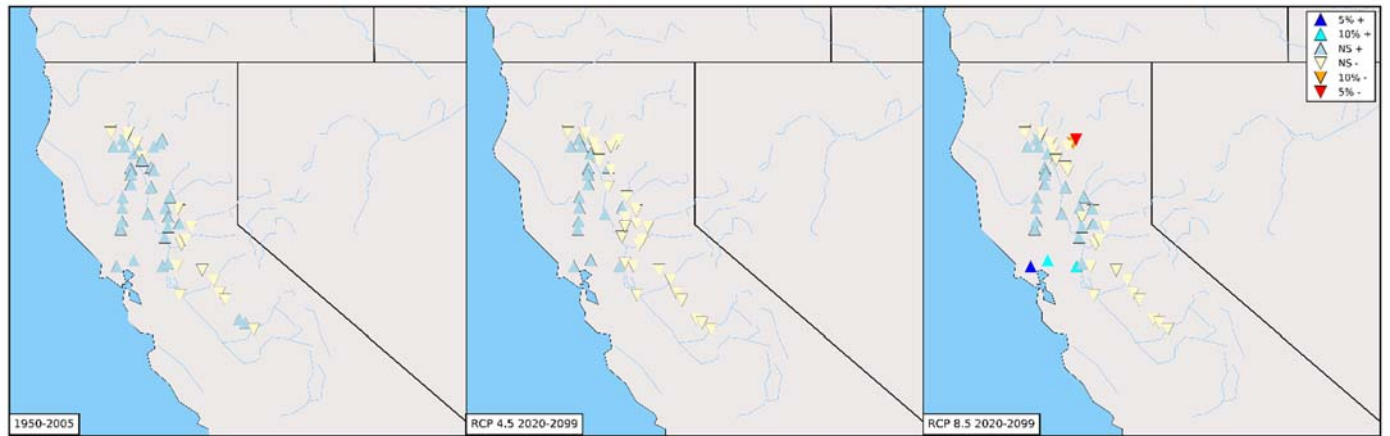 5% +
10% +
NS +
NS -
10% -
5% -
1950-2005
RCP 4.5 2020-2099
RCP 8.5 2020-2099